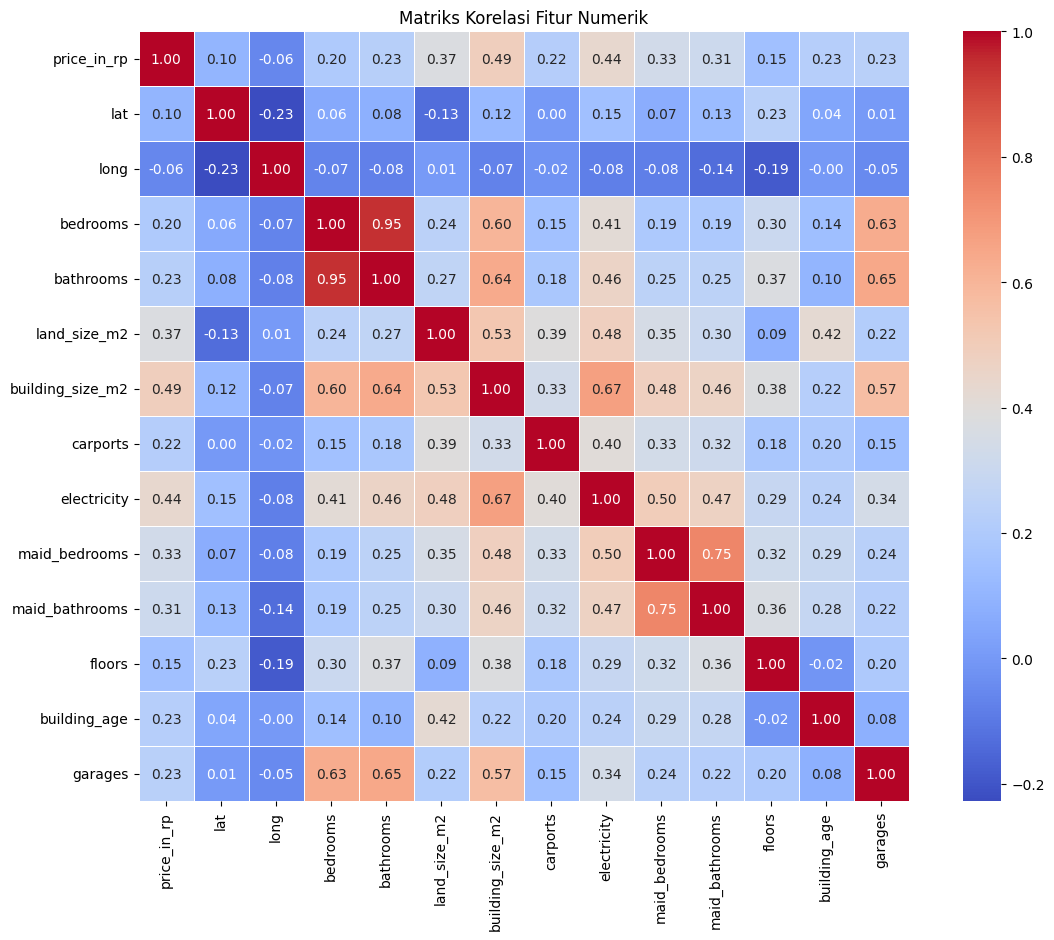 Matriks Korelasi Fitur Numerik
price_in_rp 1.00 0.10 -0.06 0.20 0.23 0.37 0.49 0.22 0.44 0.33 0.31 0.15 0.23 0.23
lat 0.10 1.00 -0.23 0.06 0.08 -0.13 0.12 0.00 0.15 0.07 0.13 0.23 0.04 0.01
long -0.06 -0.23 1.00 -0.07 -0.08 0.01 -0.07 -0.02 -0.08 -0.08 -0.14 -0.19 -0.00 -0.05
bedrooms 0.20 0.06 -0.07 1.00 0.95 0.24 0.60 0.15 0.41 0.19 0.19 0.30 0.14 0.63
bathrooms 0.23 0.08 -0.08 0.95 1.00 0.27 0.64 0.18 0.46 0.25 0.25 0.37 0.10 0.65
land_size_m2 0.37 -0.13 0.01 0.24 0.27 1.00 0.53 0.39 0.48 0.35 0.30 0.09 0.42 0.22
building_size_m2 0.49 0.12 -0.07 0.60 0.64 0.53 1.00 0.33 0.67 0.48 0.46 0.38 0.22 0.57
carports 0.22 0.00 -0.02 0.15 0.18 0.39 0.33 1.00 0.40 0.33 0.32 0.18 0.20 0.15
electricity 0.44 0.15 -0.08 0.41 0.46 0.48 0.67 0.40 1.00 0.50 0.47 0.29 0.24 0.34
maid_bedrooms 0.33 0.07 -0.08 0.19 0.25 0.35 0.48 0.33 0.50 1.00 0.75 0.32 0.29 0.24
maid_bathrooms 0.31 0.13 -0.14 0.19 0.25 0.30 0.46 0.32 0.47 0.75 1.00 0.36 0.28 0.22
floors 0.15 0.23 -0.19 0.30 0.37 0.09 0.38 0.18 0.29 0.32 0.36 1.00 -0.02 0.20
building_age 0.23 0.04 -0.00 0.14 0.10 0.42 0.22 0.20 0.24 0.29 0.28 -0.02 1.00 0.08
garages 0.23 0.01 -0.05 0.63 0.65 0.22 0.57 0.15 0.34 0.24 0.22 0.20 0.08 1.00
price_in_rp
lat
long
bedrooms
bathrooms
land_size_m2
building_size_m2
carports
electricity
maid_bedrooms
maid_bathrooms
floors
building_age
garages
1.0
0.8
0.6
0.4
0.2
0.0
−0.2